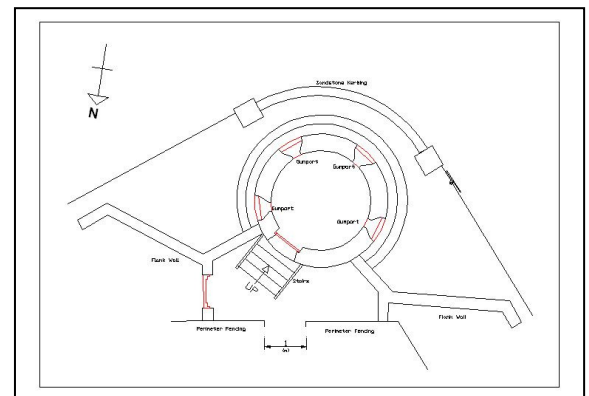 Sandstone Kerbing
N
Gunport
Gunport
Gunport
Gunport
Flank Wall
UP
Stairs
Flank Wall
Perimeter Fencing
Perimeter Fencing
1
(m)